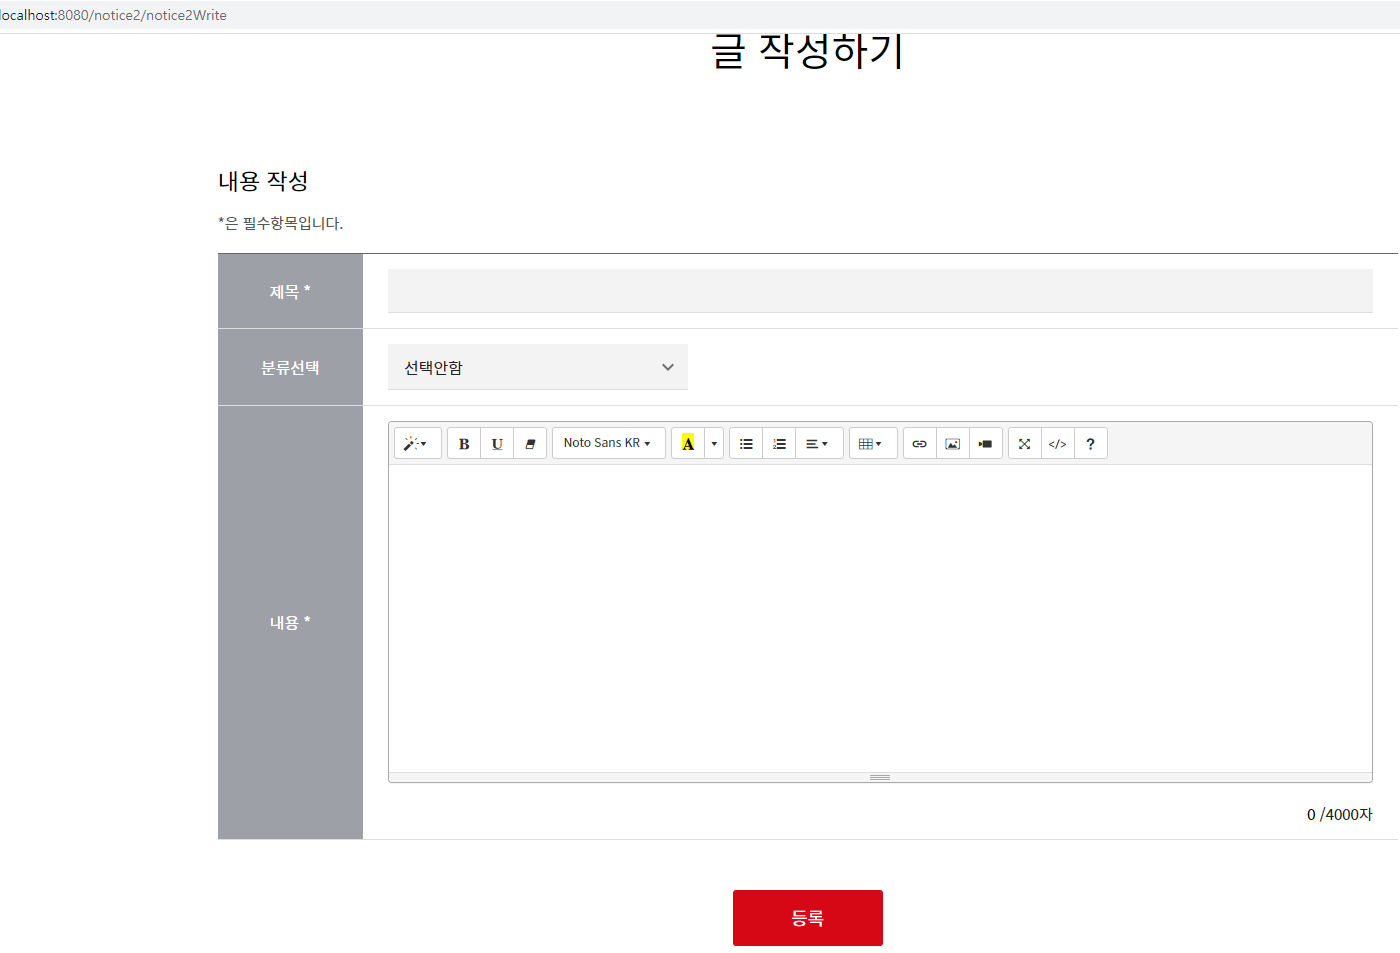 localhost:8080/notice2/notice2Write
글 작성하기
내용 작성
*은 필수항목입니다.
제목 *
분류선택
선택안함
내용 *
B U Noto Sans KR A </> ?
0 /4000자
등록